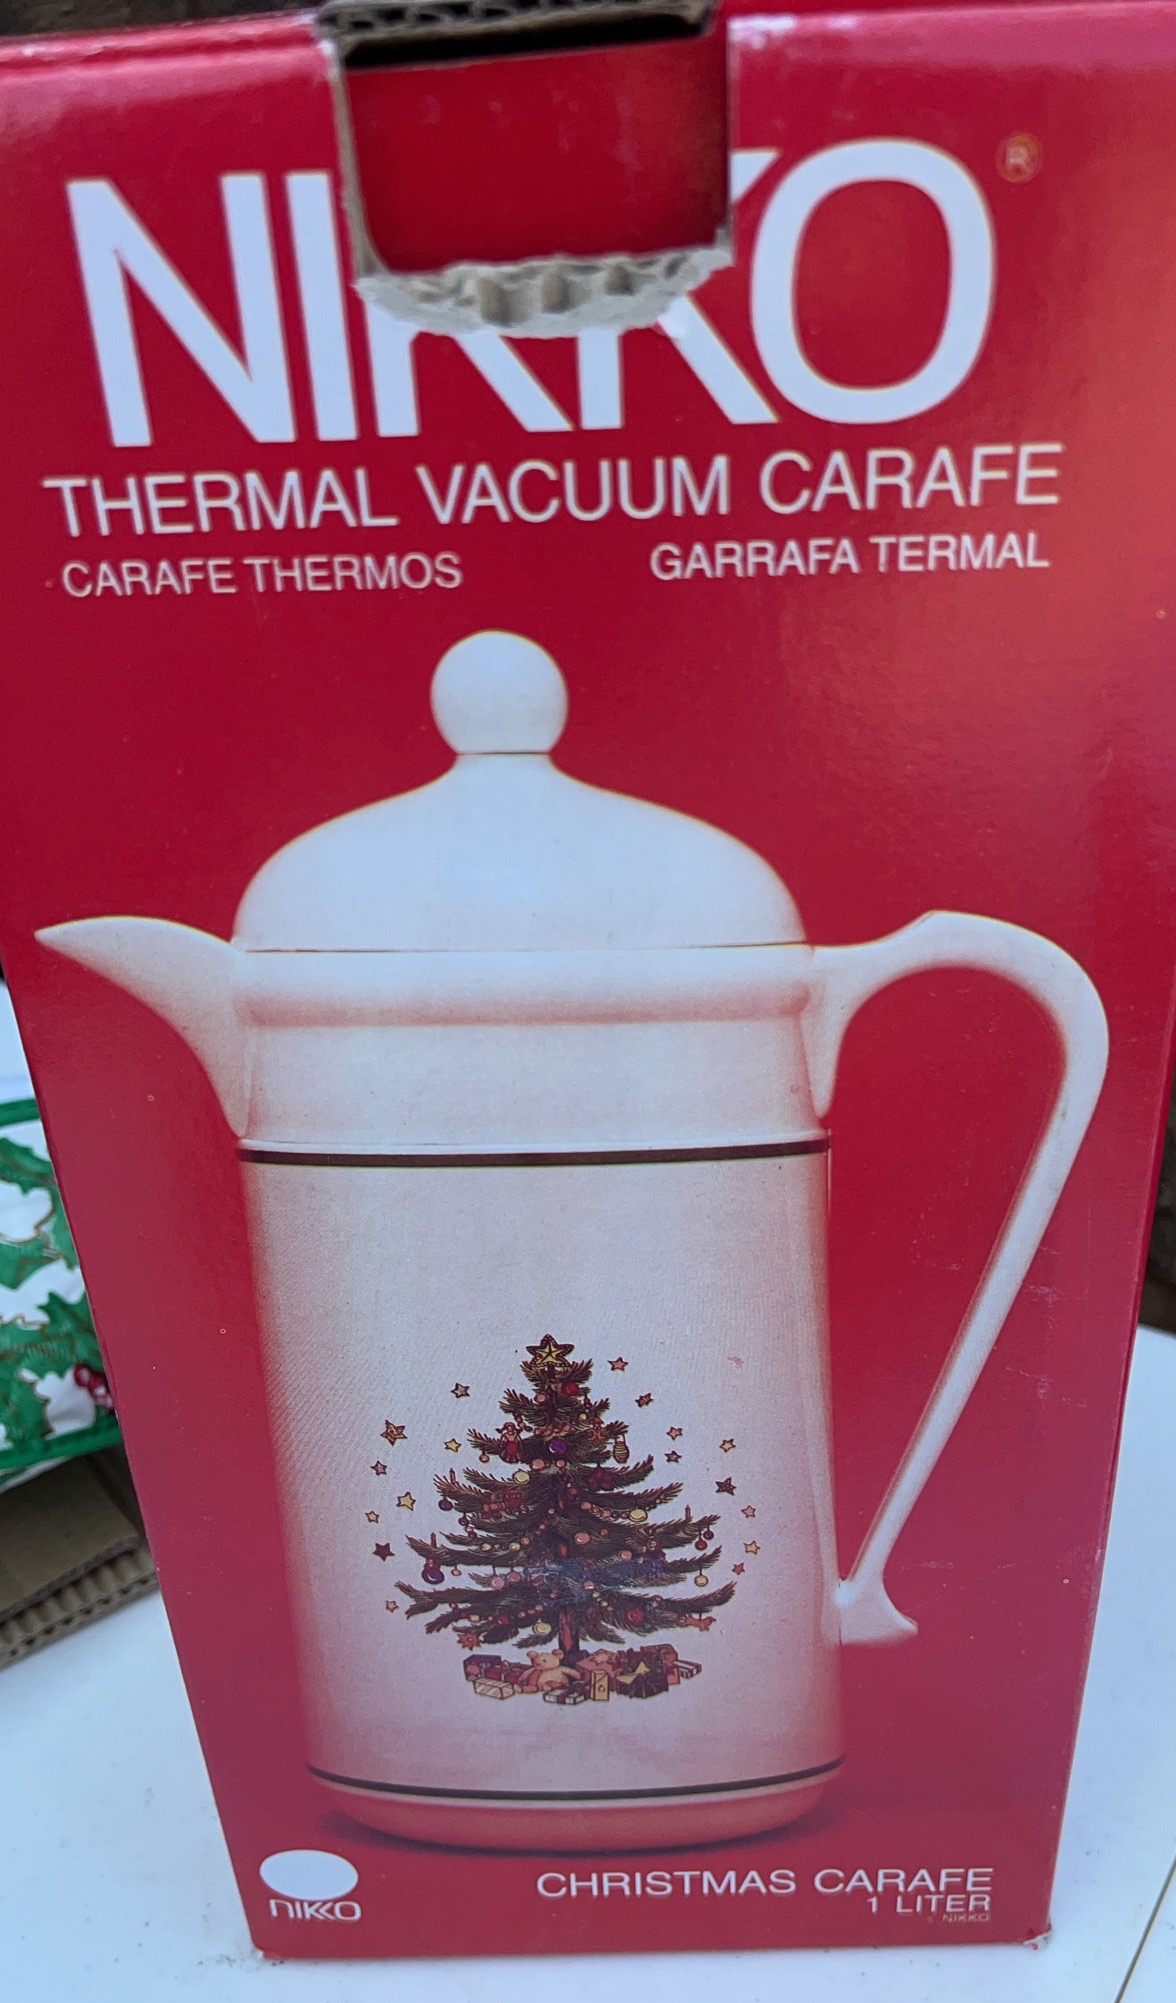 NIKKO®
THERMAL VACUUM CARAFE
CARAFE THERMOS GARRAFA TERMAL
nikko
CHRISTMAS CARAFE
1 LITER
NIKKO